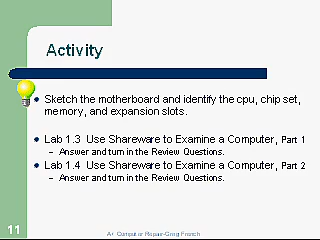 Activity
Sketch the motherboard and identify the cpu, chip set,
memory, and expansion slots.
Lab 1.3 Use Shareware to Examine a Computer, Part 1
– Answer and turn in the Review Questions.
Lab 1.4 Use Shareware to Examine a Computer, Part 2
– Answer and turn in the Review Questions.
11
A+ Computer Repair-Greg French